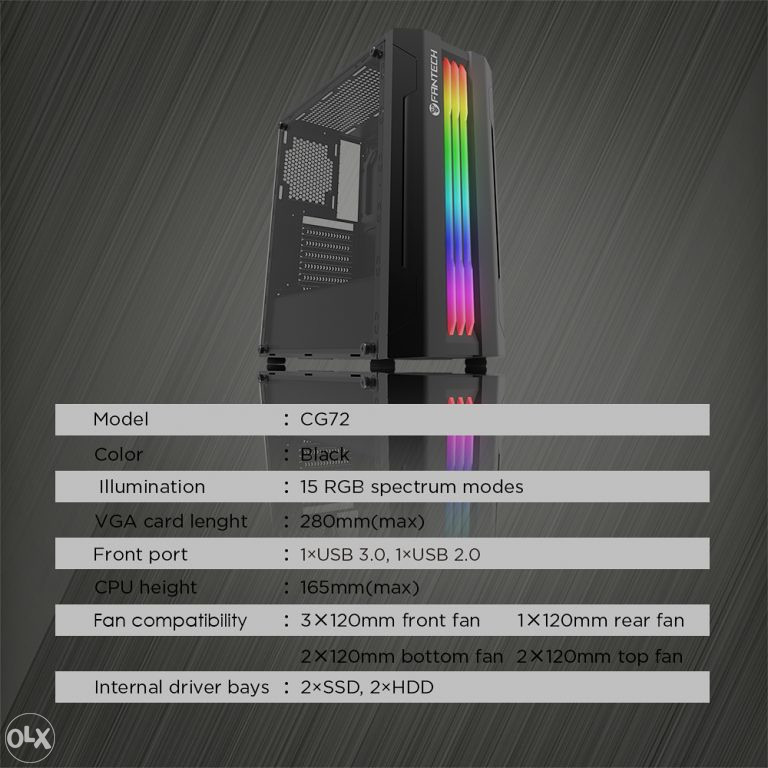 FANTECH
Model : CG72
Color : Black
Illumination : 15 RGB spectrum modes
VGA card lenght : 280mm(max)
Front port : 1×USB 3.0, 1×USB 2.0
CPU height : 165mm(max)
Fan compatibility : 3×120mm front fan 1×120mm rear fan
2×120mm bottom fan 2×120mm top fan
Internal driver bays : 2×SSD, 2×HDD
OLX